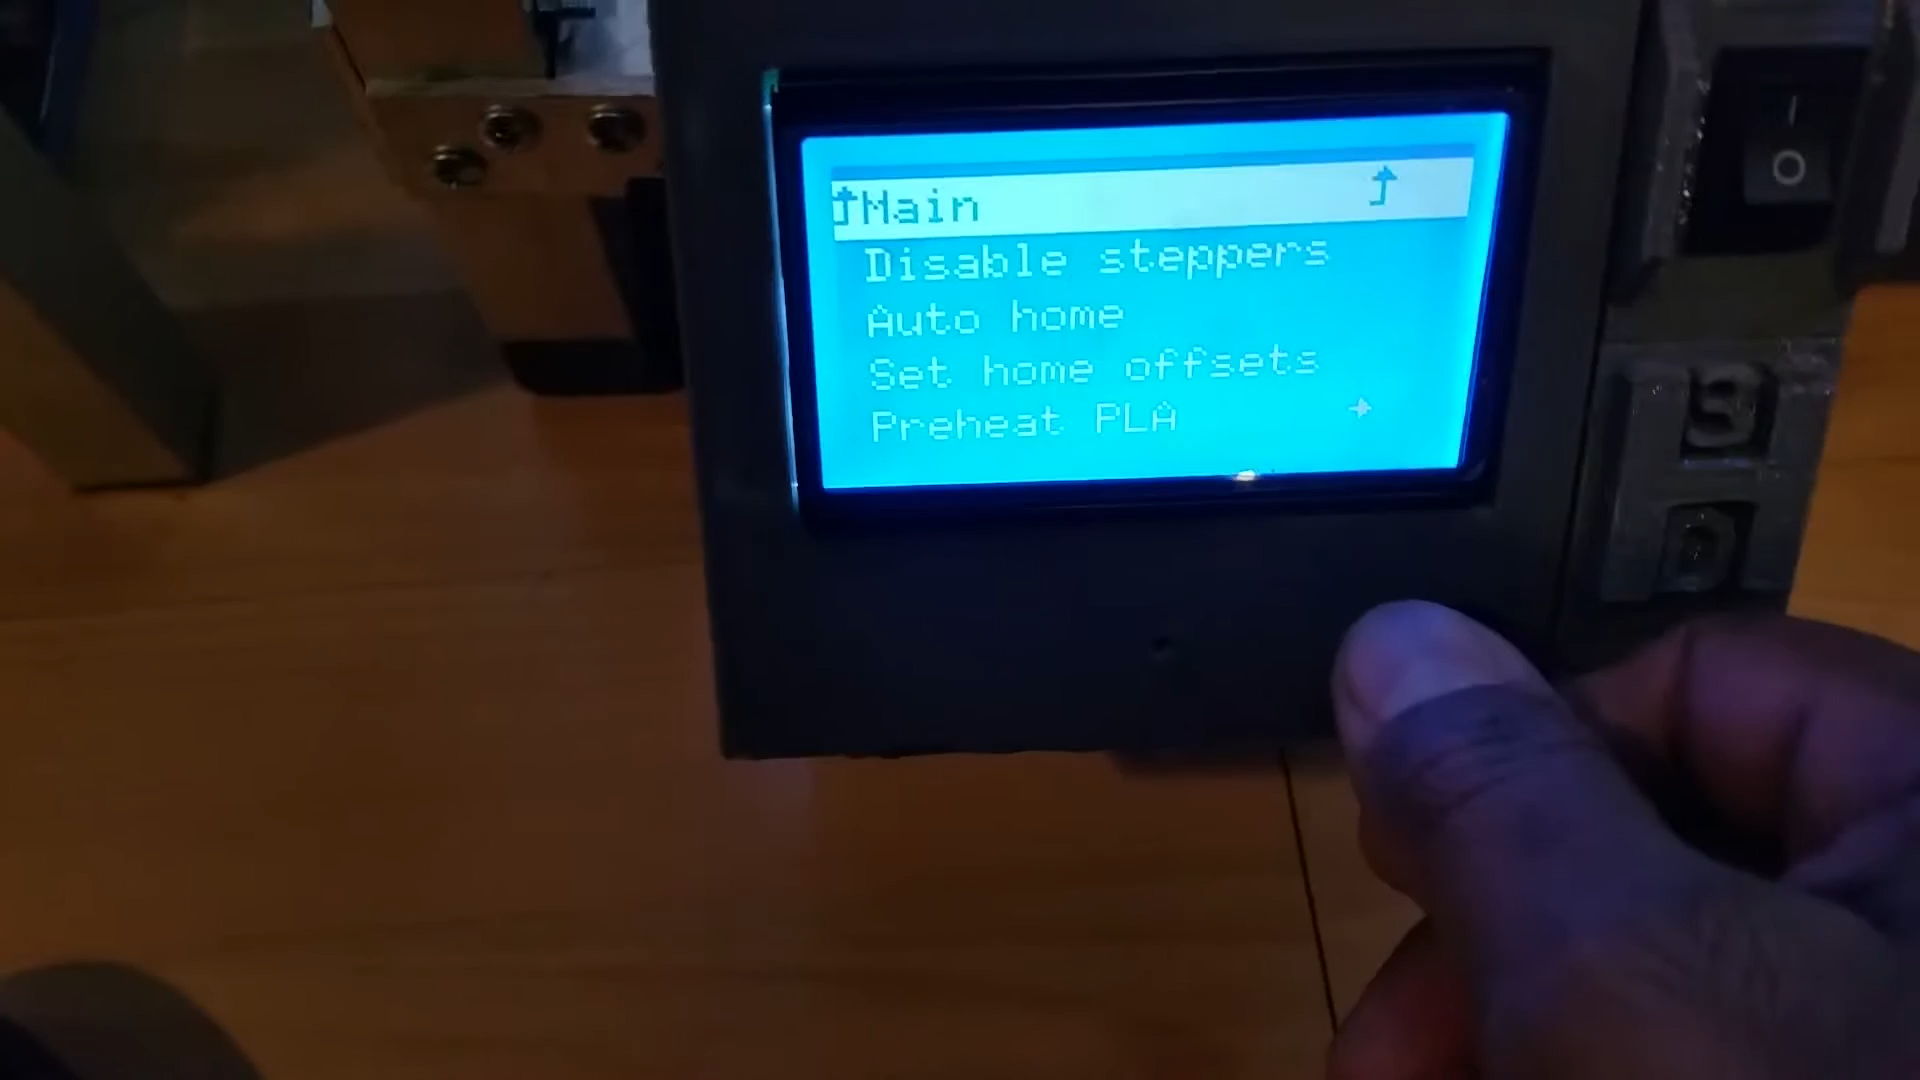 Main
Disable steppers
Auto home
Set home offsets
Preheat PLA